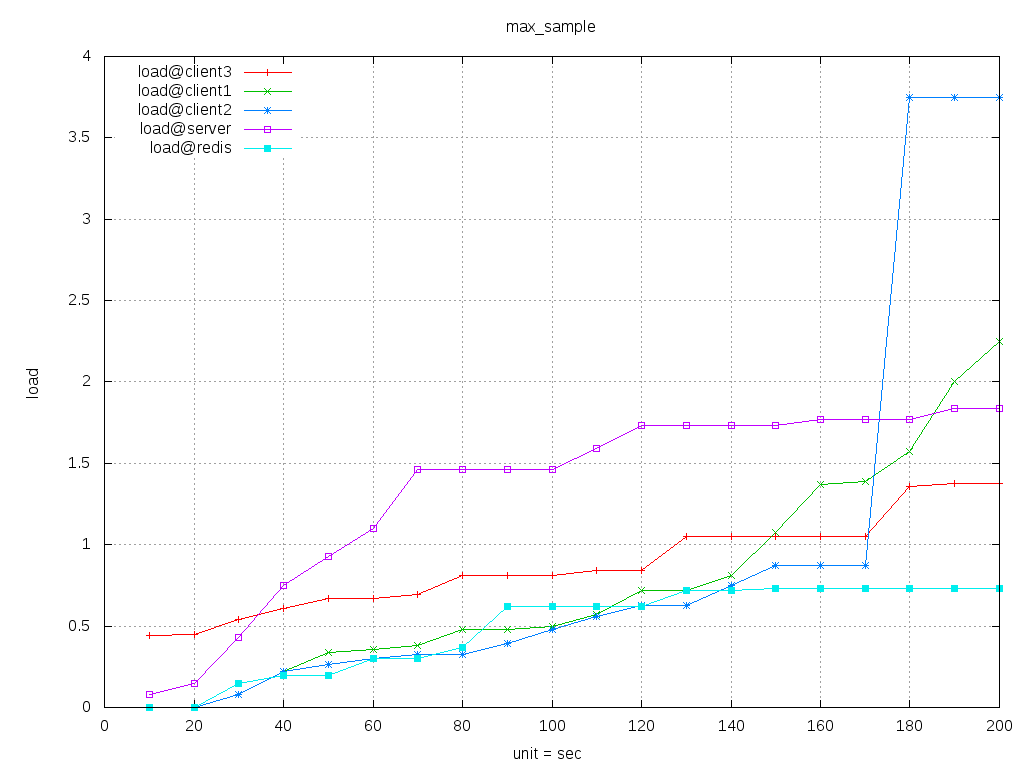 max_sample
4
3.5
3
2.5
2
1.5
1
0.5
0
load
load@client3
load@client1
load@client2
load@server
load@redis
0 20 40 60 80 100 120 140 160 180 200
unit = sec